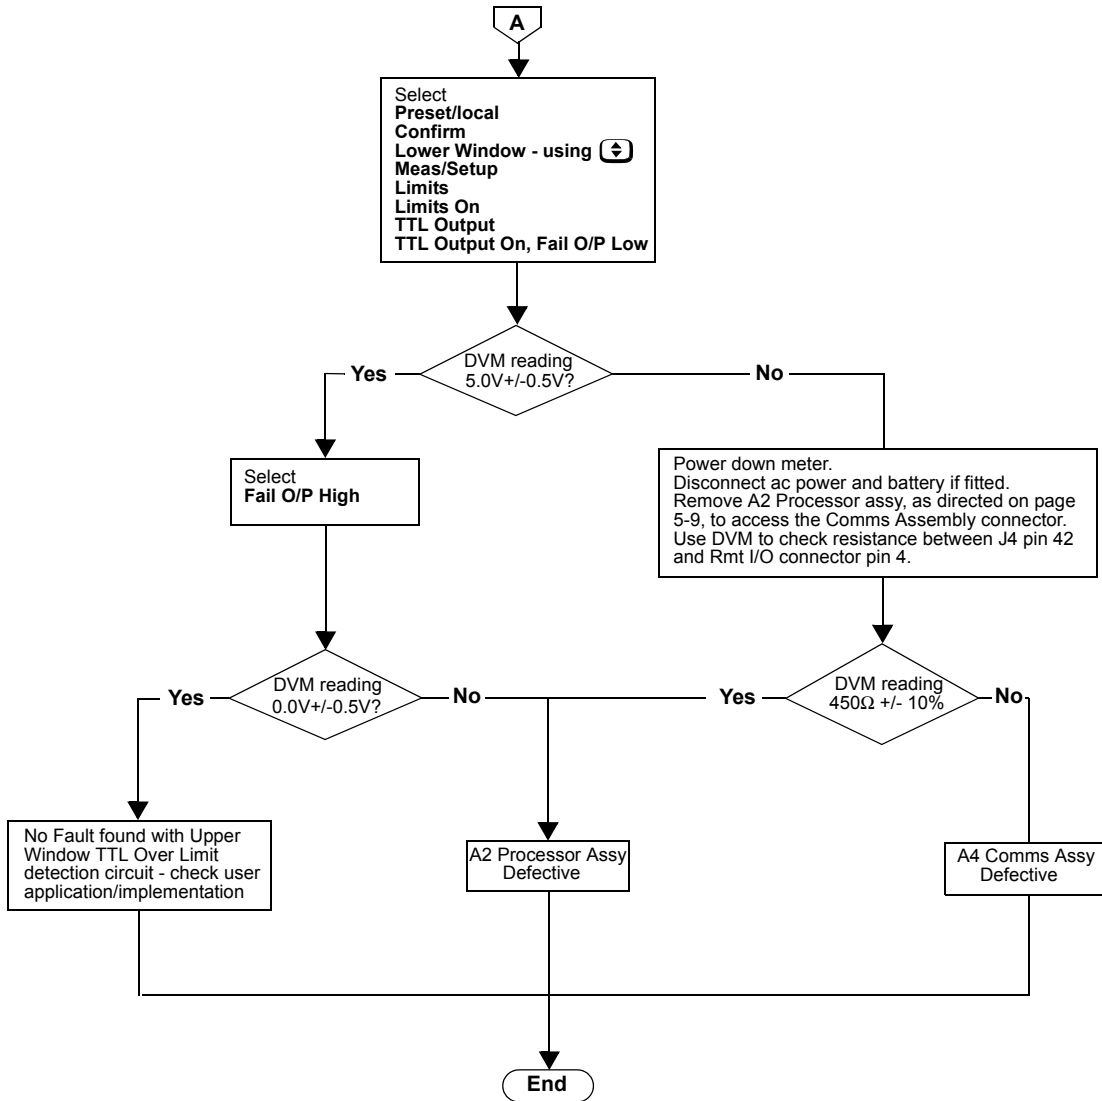 A
Select
Preset/local
Confirm
Lower Window - using
Meas/Setup
Limits
Limits On
TTL Output
TTL Output On, Fail O/P Low
DVM reading
5.0V+/-0.5V?
Yes
No
Select
Fail O/P High
Power down meter.
Disconnect ac power and battery if fitted.
Remove A2 Processor assy, as directed on page
5-9, to access the Comms Assembly connector.
Use DVM to check resistance between J4 pin 42
and Rmt I/O connector pin 4.
Yes
DVM reading
0.0V+/-0.5V?
No
Yes
DVM reading
450Ω +/- 10%
No
No Fault found with Upper
Window TTL Over Limit
detection circuit - check user
application/implementation
A2 Processor Assy
Defective
A4 Comms Assy
Defective
End